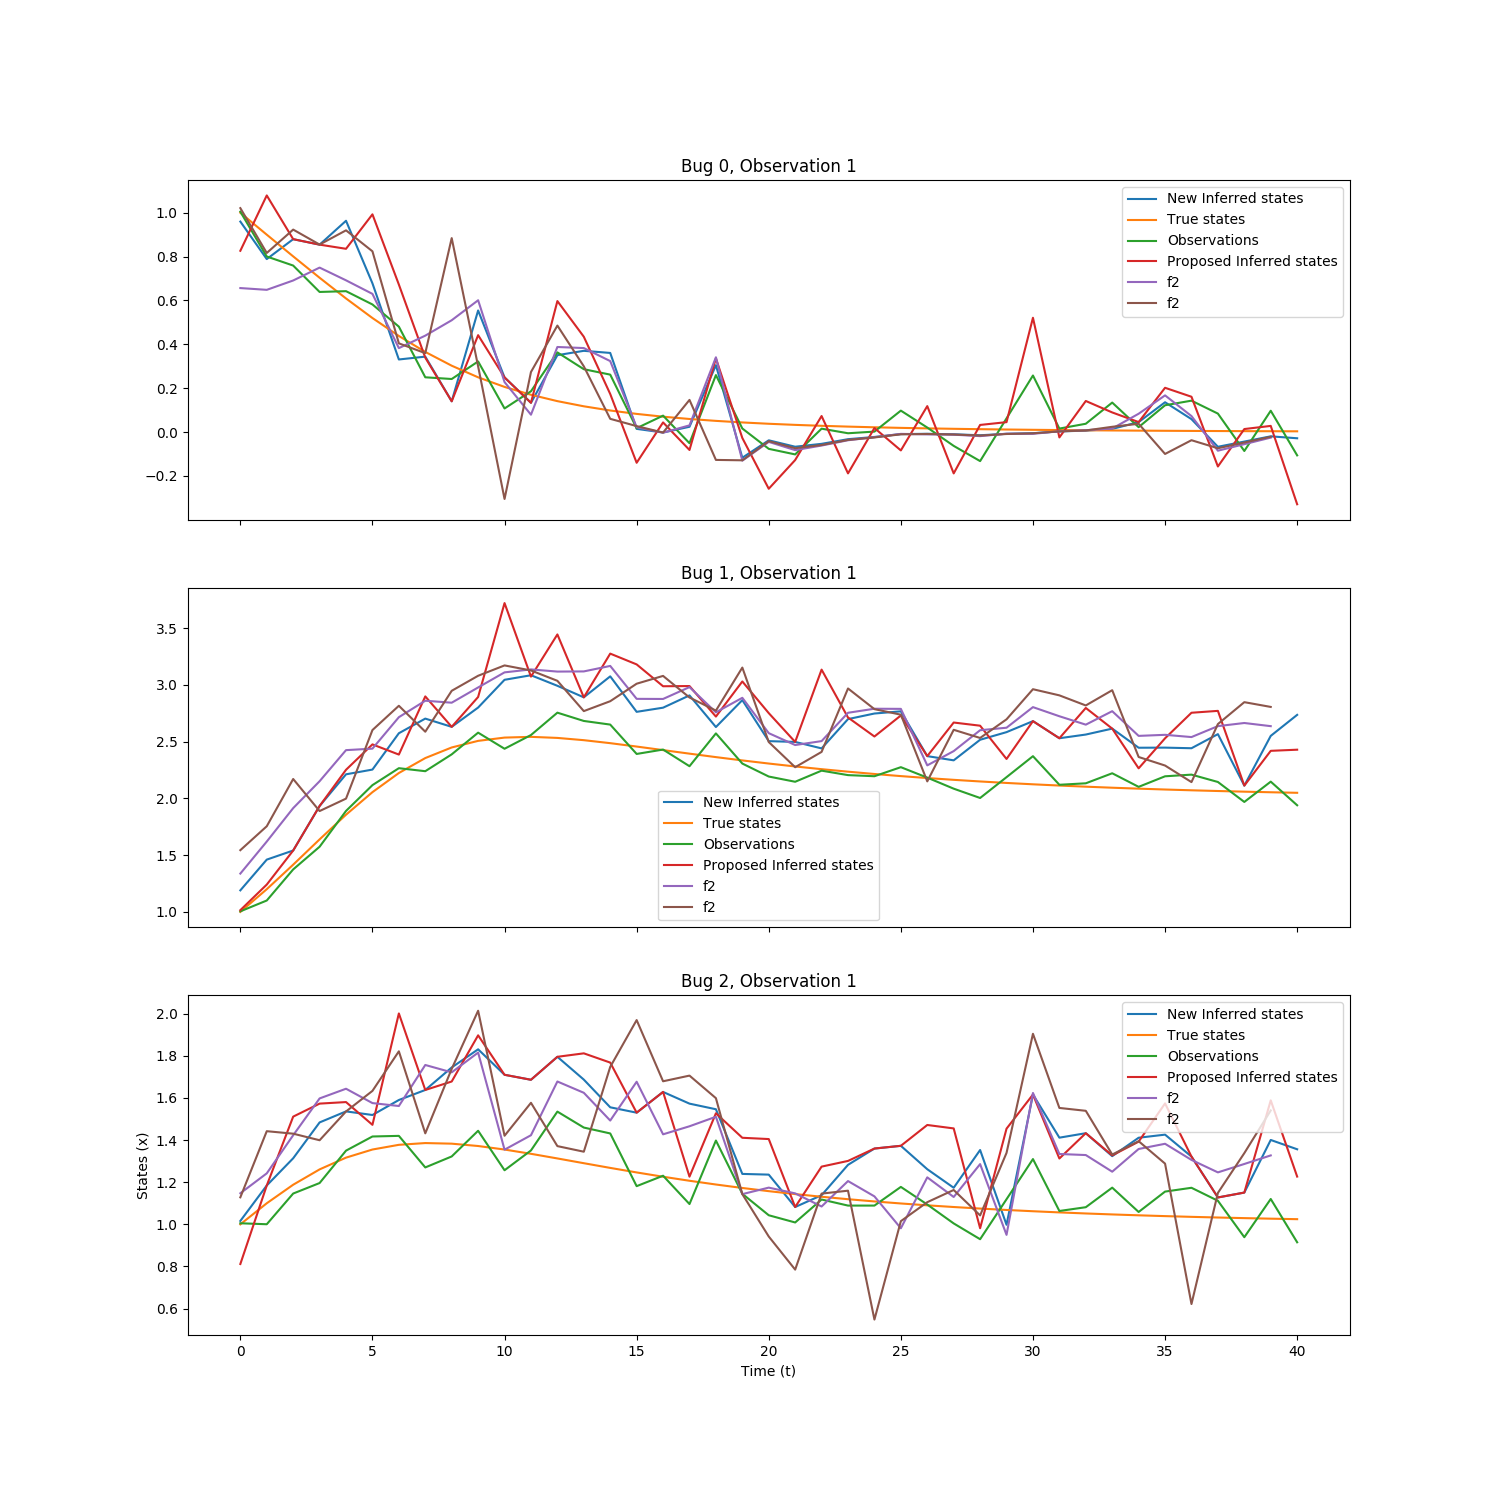 Bug 0, Observation 1
1.0
0.8
0.6
0.4
0.2
0.0
−0.2
New Inferred states
True states
Observations
Proposed Inferred states
f2
f2
Bug 1, Observation 1
3.5
3.0
2.5
2.0
1.5
1.0
New Inferred states
True states
Observations
Proposed Inferred states
f2
f2
Bug 2, Observation 1
2.0
1.8
1.6
1.4
1.2
1.0
0.8
0.6
States (x)
New Inferred states
True states
Observations
Proposed Inferred states
f2
f2
0 5 10 15 20 25 30 35 40
Time (t)